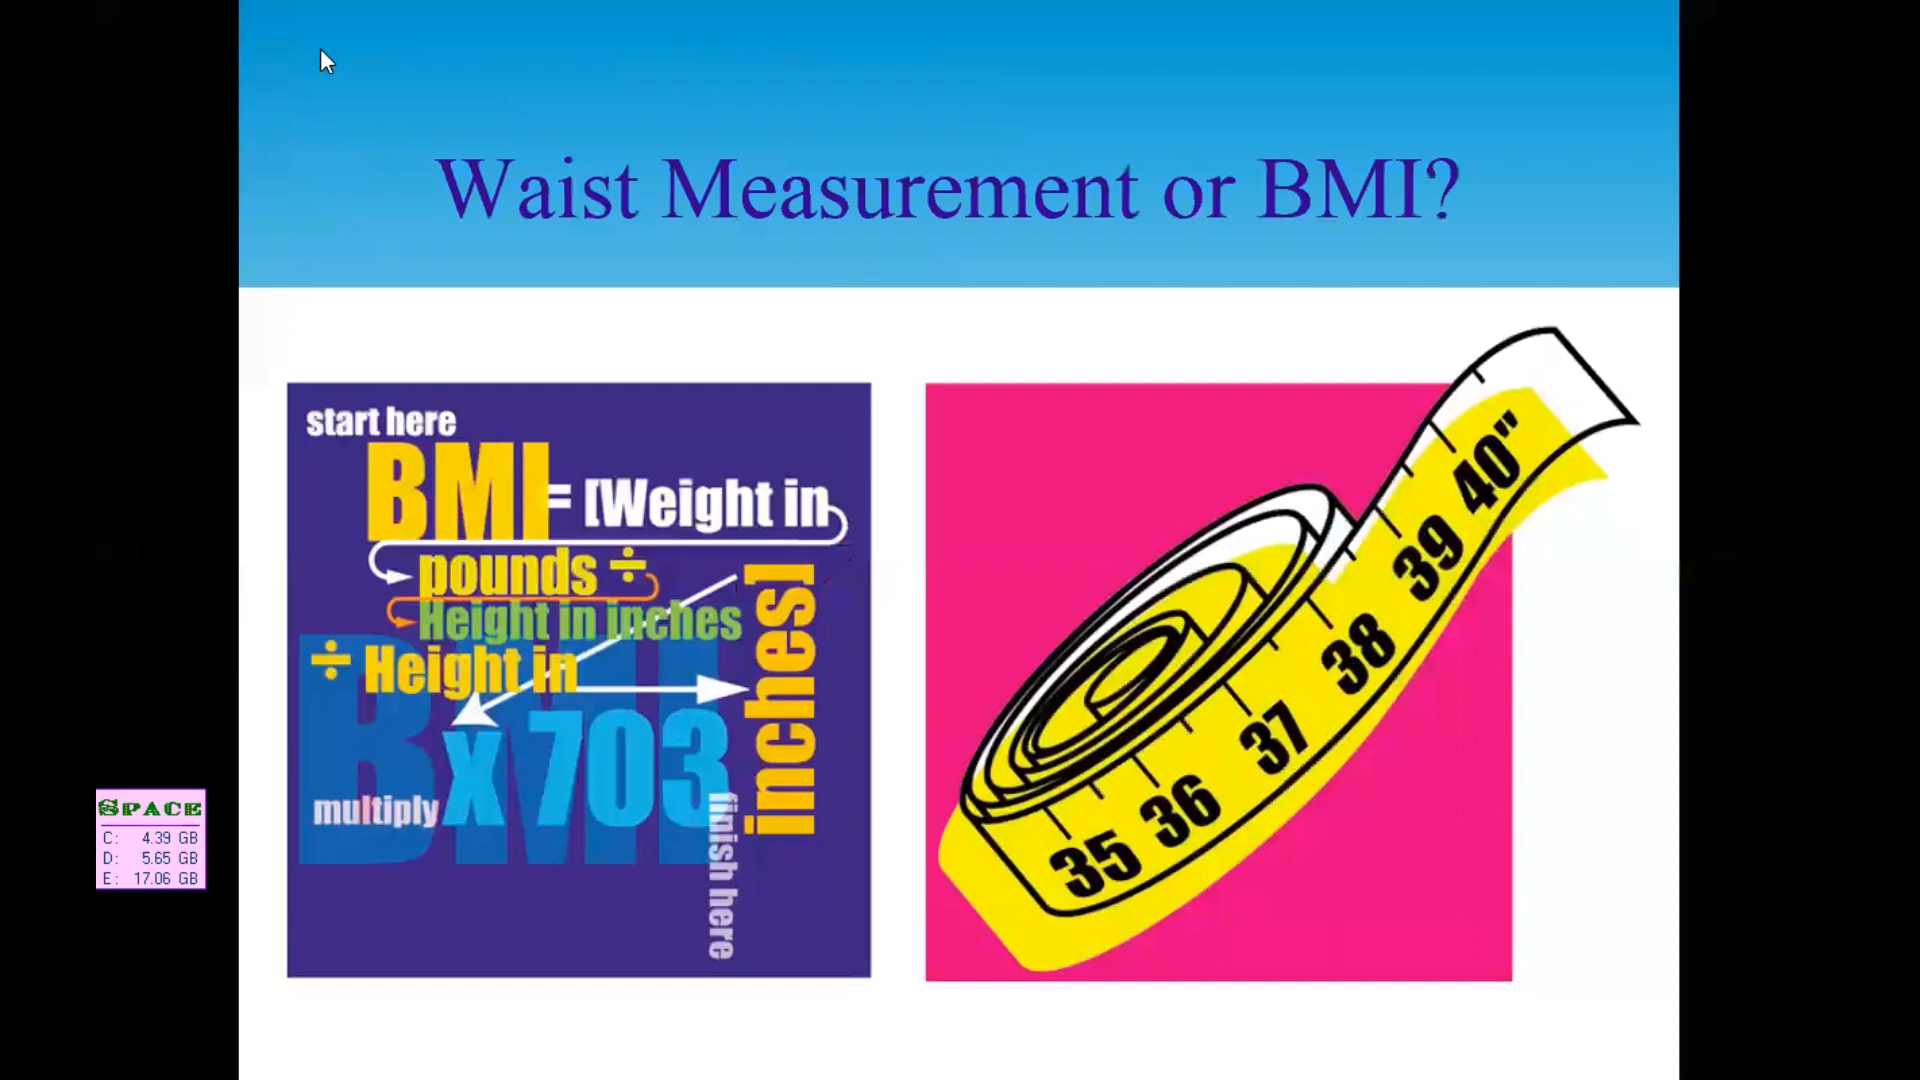 Waist Measurement or BMI?
start here
BMI = [Weight in
pounds ÷
Height in inches
÷ Height in
inches]
BMI
multiply x 703
finish here
35 36 37 38 39 40"
SPACE
C: 4.39 GB
D: 5.65 GB
E: 17.06 GB